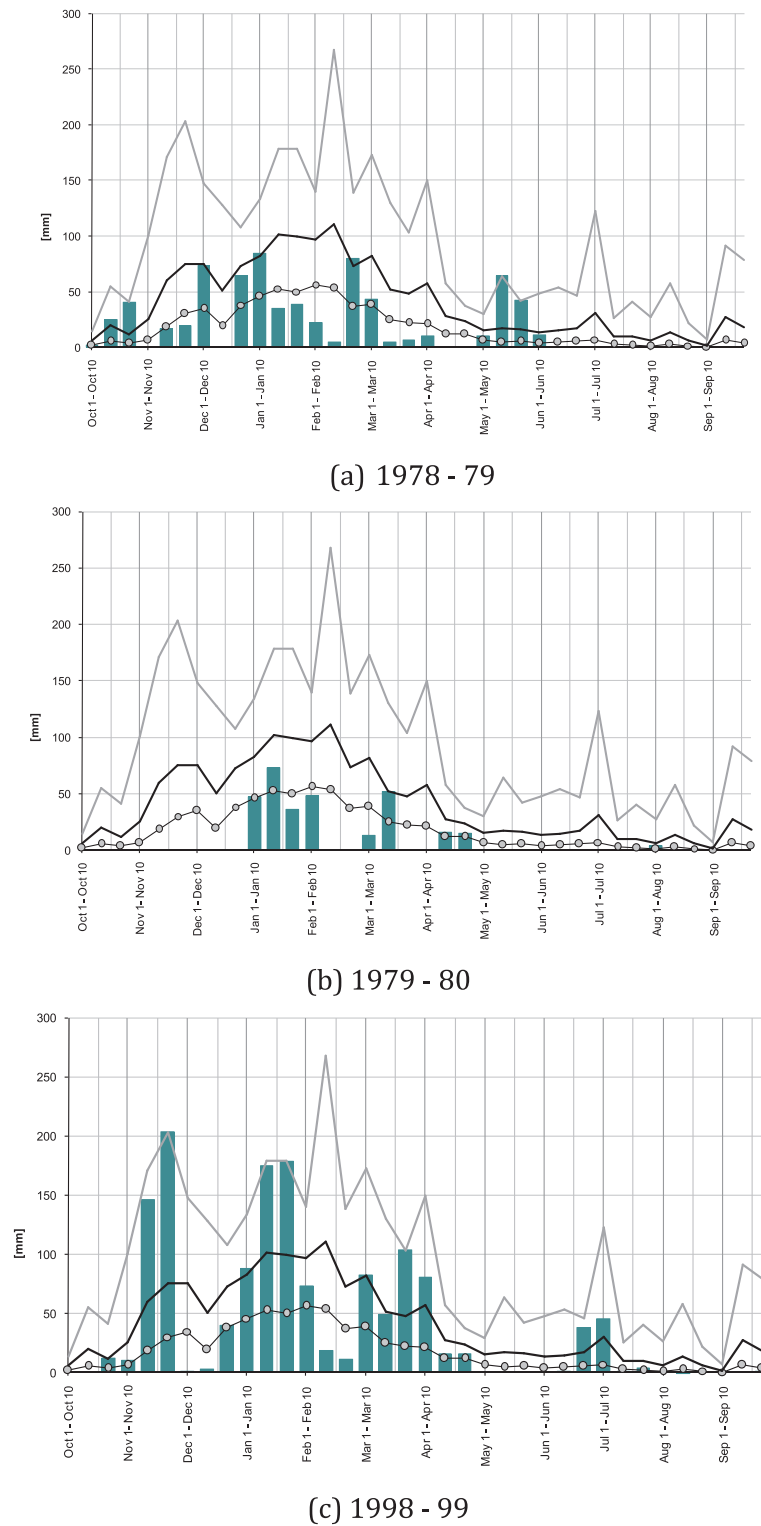 300
250
200
150
100
50
0
[mm]
Oct 1 - Oct 10
Nov 1 - Nov 10
Dec 1 - Dec 10
Jan 1 - Jan 10
Feb 1 - Feb 10
Mar 1 - Mar 10
Apr 1 - Apr 10
May 1 - May 10
Jun 1 - Jun 10
Jul 1 - Jul 10
Aug 1 - Aug 10
Sep 1 - Sep 10
(a) 1978 - 79
300
250
200
150
100
50
0
[mm]
Oct 1 - Oct 10
Nov 1 - Nov 10
Dec 1 - Dec 10
Jan 1 - Jan 10
Feb 1 - Feb 10
Mar 1 - Mar 10
Apr 1 - Apr 10
May 1 - May 10
Jun 1 - Jun 10
Jul 1 - Jul 10
Aug 1 - Aug 10
Sep 1 - Sep 10
(b) 1979 - 80
300
250
200
150
100
50
0
[mm]
Oct 1 - Oct 10
Nov 1 - Nov 10
Dec 1 - Dec 10
Jan 1 - Jan 10
Feb 1 - Feb 10
Mar 1 - Mar 10
Apr 1 - Apr 10
May 1 - May 10
Jun 1 - Jun 10
Jul 1 - Jul 10
Aug 1 - Aug 10
Sep 1 - Sep 10
(c) 1998 - 99